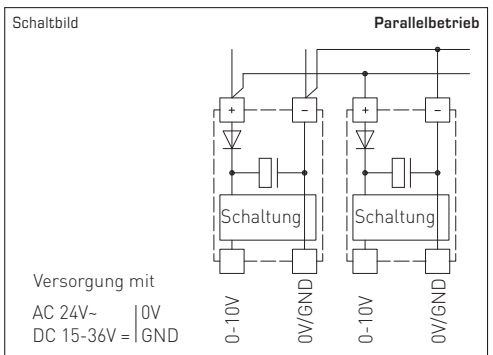 Schaltbild
Parallelbetrieb
+ − + −
Schaltung Schaltung
Versorgung mit
AC 24V~ | 0V
DC 15-36V = | GND
0-10V
0V/GND
0-10V
0V/GND